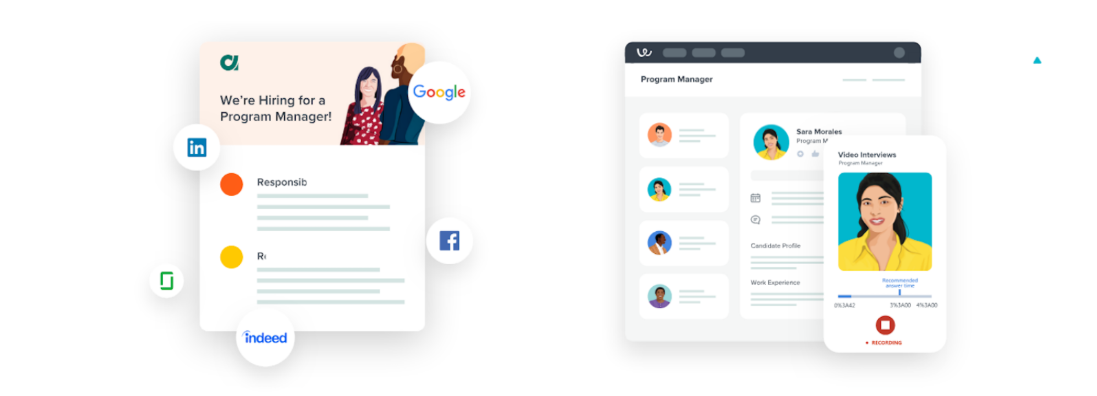 We're Hiring for a
Program Manager!
Google
in
Responsib
Re
indeed
Program Manager
Sara Morales
Program M
Video Interviews
Program Manager
Candidate Profile
Work Experience
Recommended
answer time
0%3A42 3%3A00 4%3A00
RECORDING